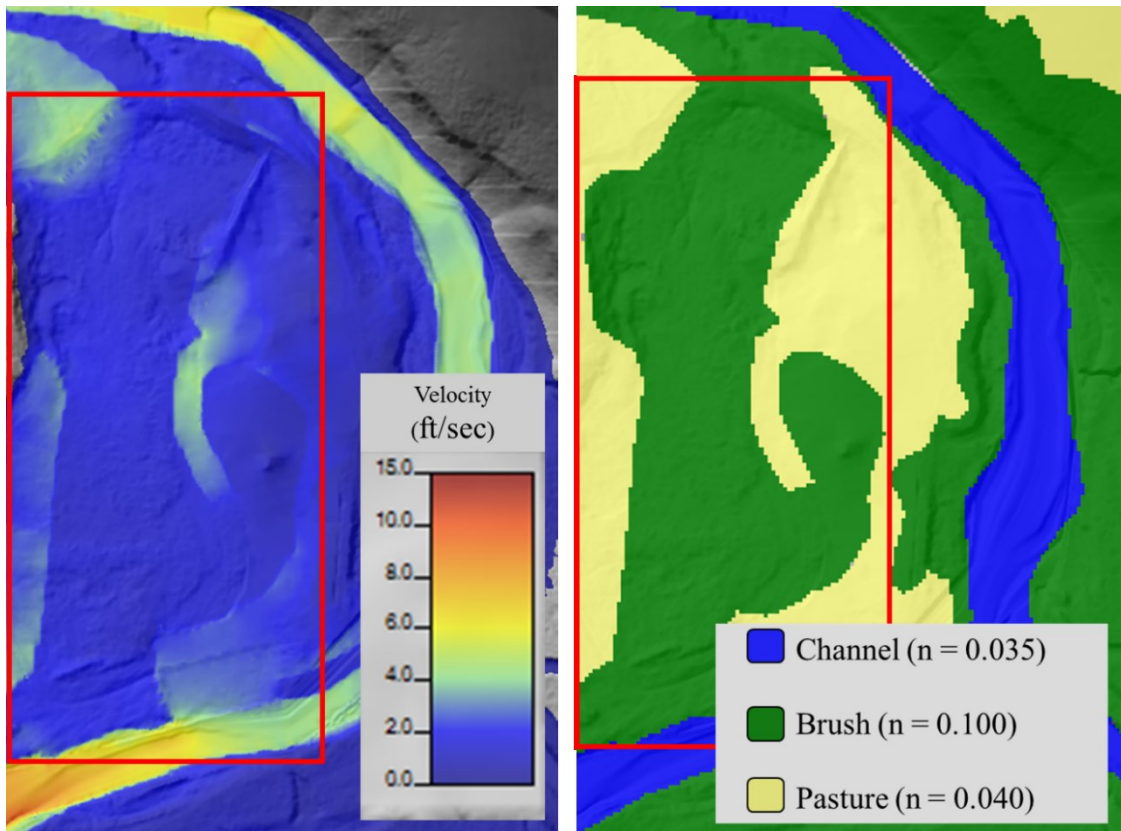 Velocity
(ft/sec)
15.0
10.0
8.0
6.0
4.0
2.0
0.0
Channel (n = 0.035)
Brush (n = 0.100)
Pasture (n = 0.040)